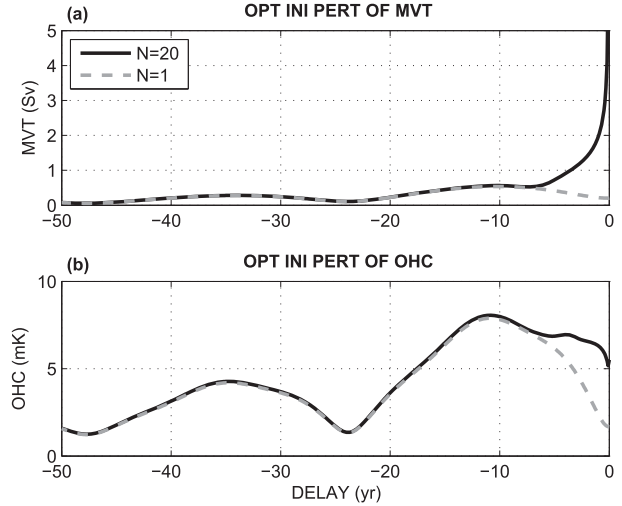 (a) OPT INI PERT OF MVT
5
4
3
2
1
0
MVT (Sv)
N=20
N=1
−50 −40 −30 −20 −10 0
(b) OPT INI PERT OF OHC
10
5
0
OHC (mK)
−50 −40 −30 −20 −10 0
DELAY (yr)